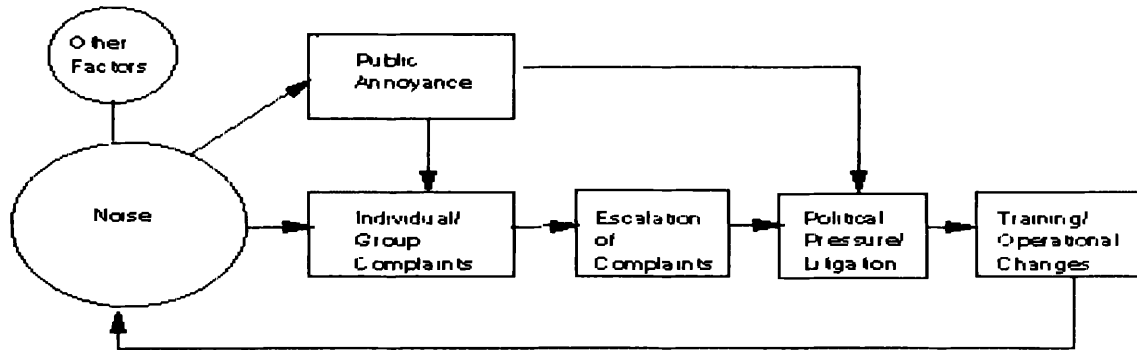 Other
Factors
Public
Annoyance
Noise
Individual/
Group
Complaints
Escalation
of
Complaints
Political
Pressure/
Litigation
Training/
Operational
Changes